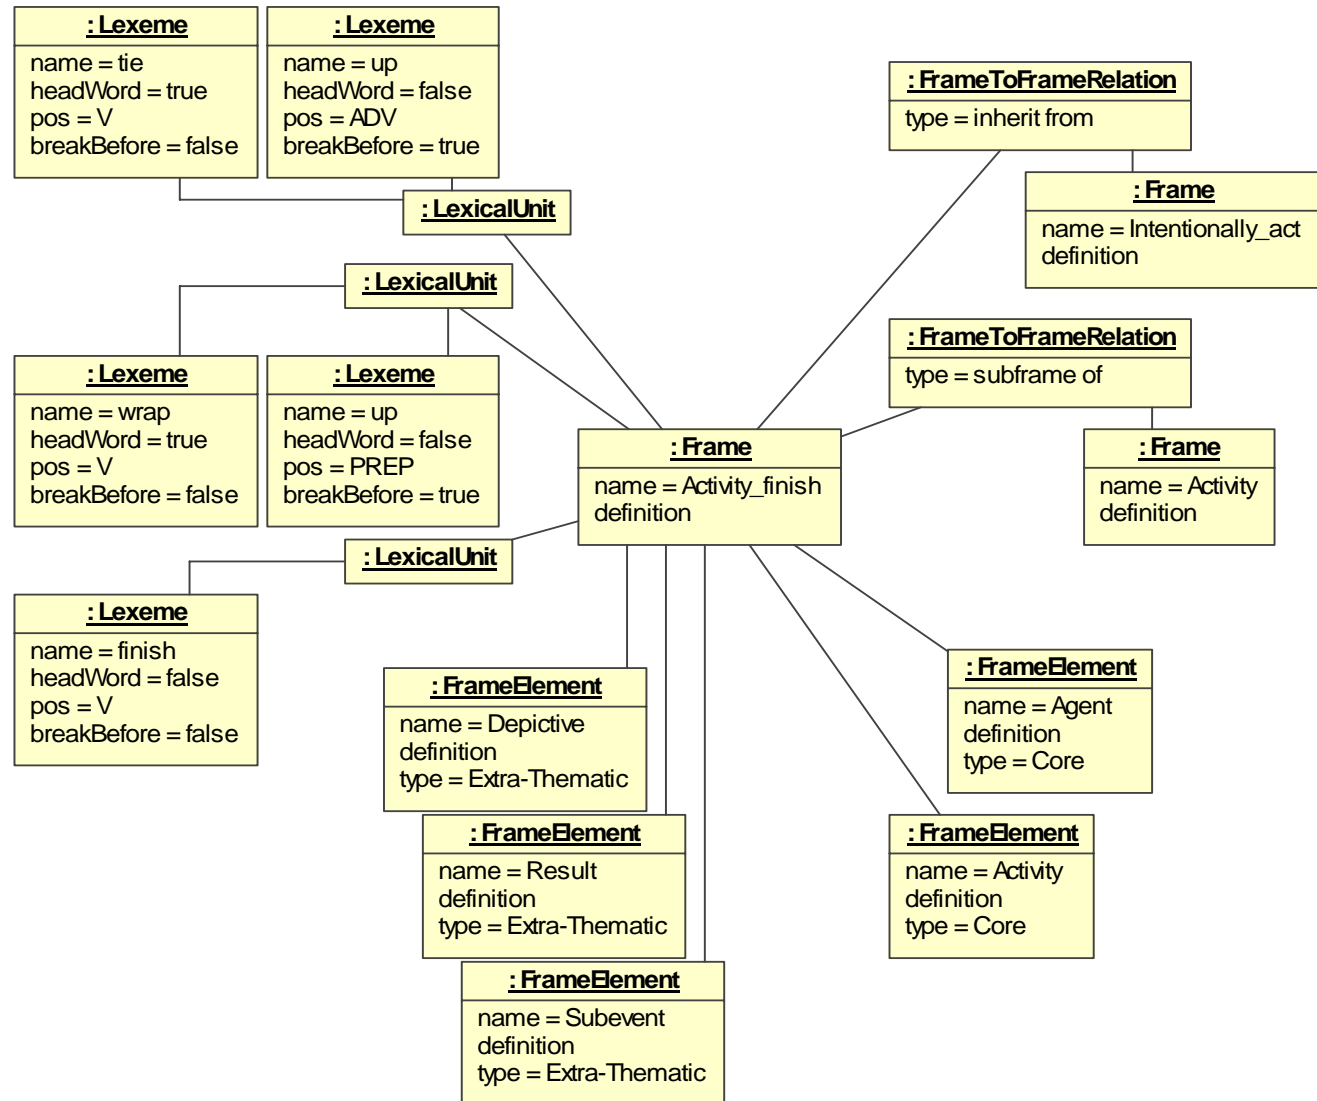 : Lexeme
name = tie
headWord = true
pos = V
breakBefore = false
: Lexeme
name = up
headWord = false
pos = ADV
breakBefore = true
: FrameToFrameRelation
type = inherit from
: Frame
name = Intentionally_act
definition
: LexicalUnit
: LexicalUnit
: Lexeme
name = wrap
headWord = true
pos = V
breakBefore = false
: Lexeme
name = up
headWord = false
pos = PREP
breakBefore = true
: FrameToFrameRelation
type = subframe of
: Frame
name = Activity
definition
: Frame
name = Activity_finish
definition
: LexicalUnit
: Lexeme
name = finish
headWord = false
pos = V
breakBefore = false
: FrameElement
name = Depictive
definition
type = Extra-Thematic
: FrameElement
name = Agent
definition
type = Core
: FrameElement
name = Result
definition
type = Extra-Thematic
: FrameElement
name = Activity
definition
type = Core
: FrameElement
name = Subevent
definition
type = Extra-Thematic